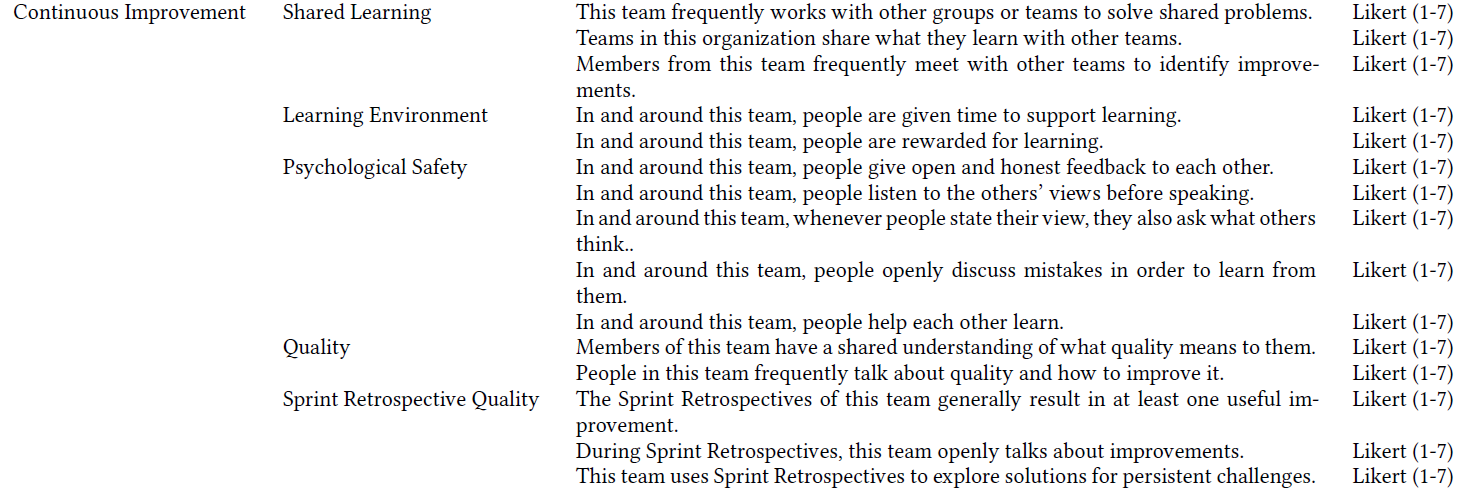 Continuous Improvement Shared Learning This team frequently works with other groups or teams to solve shared problems. Likert (1-7)
Teams in this organization share what they learn with other teams. Likert (1-7)
Members from this team frequently meet with other teams to identify improve- Likert (1-7)
ments.
Learning Environment In and around this team, people are given time to support learning. Likert (1-7)
In and around this team, people are rewarded for learning. Likert (1-7)
Psychological Safety In and around this team, people give open and honest feedback to each other. Likert (1-7)
In and around this team, people listen to the others’ views before speaking. Likert (1-7)
In and around this team, whenever people state their view, they also ask what others Likert (1-7)
think..
In and around this team, people openly discuss mistakes in order to learn from Likert (1-7)
them.
In and around this team, people help each other learn. Likert (1-7)
Quality Members of this team have a shared understanding of what quality means to them. Likert (1-7)
People in this team frequently talk about quality and how to improve it. Likert (1-7)
Sprint Retrospective Quality The Sprint Retrospectives of this team generally result in at least one useful im- Likert (1-7)
provement.
During Sprint Retrospectives, this team openly talks about improvements. Likert (1-7)
This team uses Sprint Retrospectives to explore solutions for persistent challenges. Likert (1-7)